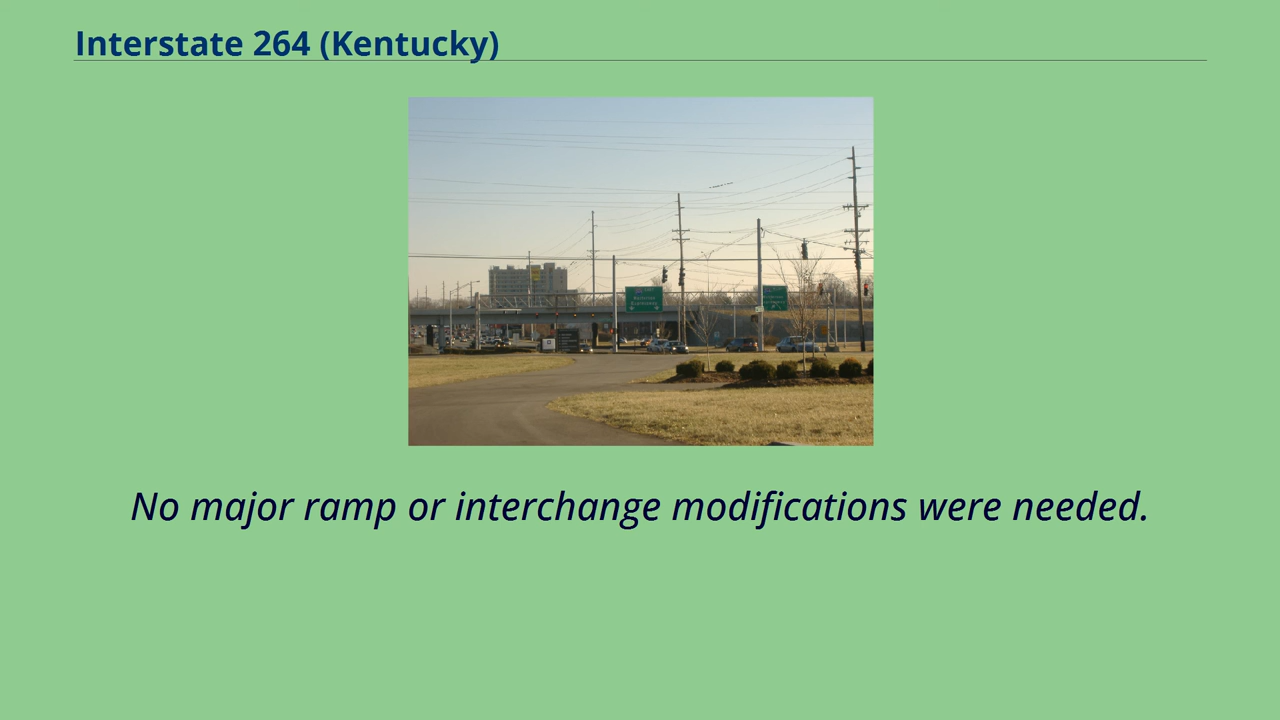 Interstate 264 (Kentucky)
No major ramp or interchange modifications were needed.